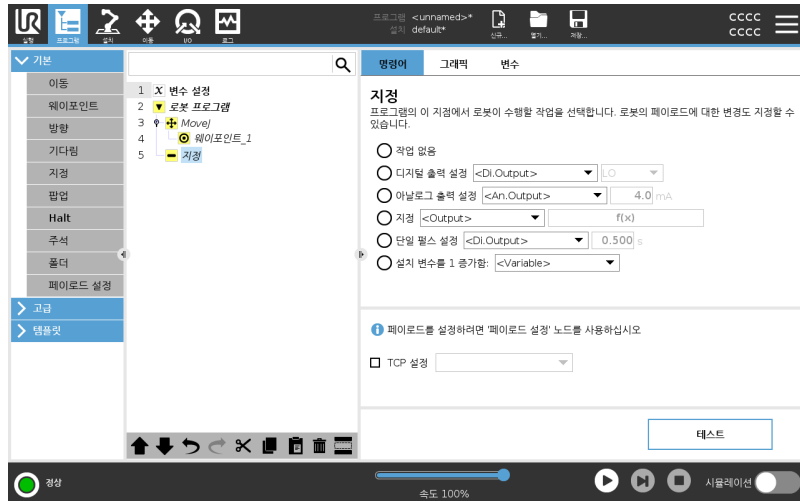 UR
실행
프로그램
설치
이동
I/O
로그
프로그램 <unnamed>*
설치 default*
신규...
열기...
저장...
cccc
cccc
기본
이동
웨이포인트
방향
기다림
지정
팝업
Halt
주석
폴더
페이로드 설정
고급
템플릿
1 X 변수 설정
2 로봇 프로그램
3 MoveJ
4 웨이포인트_1
5 지정
명령어 그래픽 변수
지정
프로그램의 이 지점에서 로봇이 수행할 작업을 선택합니다. 로봇의 페이로드에 대한 변경도 지정할 수
있습니다.
작업 없음
디지털 출력 설정 <Di.Output> LO
아날로그 출력 설정 <An.Output> 4.0 mA
지정 <Output> f(x)
단일 펄스 설정 <Di.Output> 0.500 s
설치 변수를 1 증가함: <Variable>
페이로드를 설정하려면 '페이로드 설정' 노드를 사용하십시오
TCP 설정
테스트
정상
속도 100%
시뮬레이션